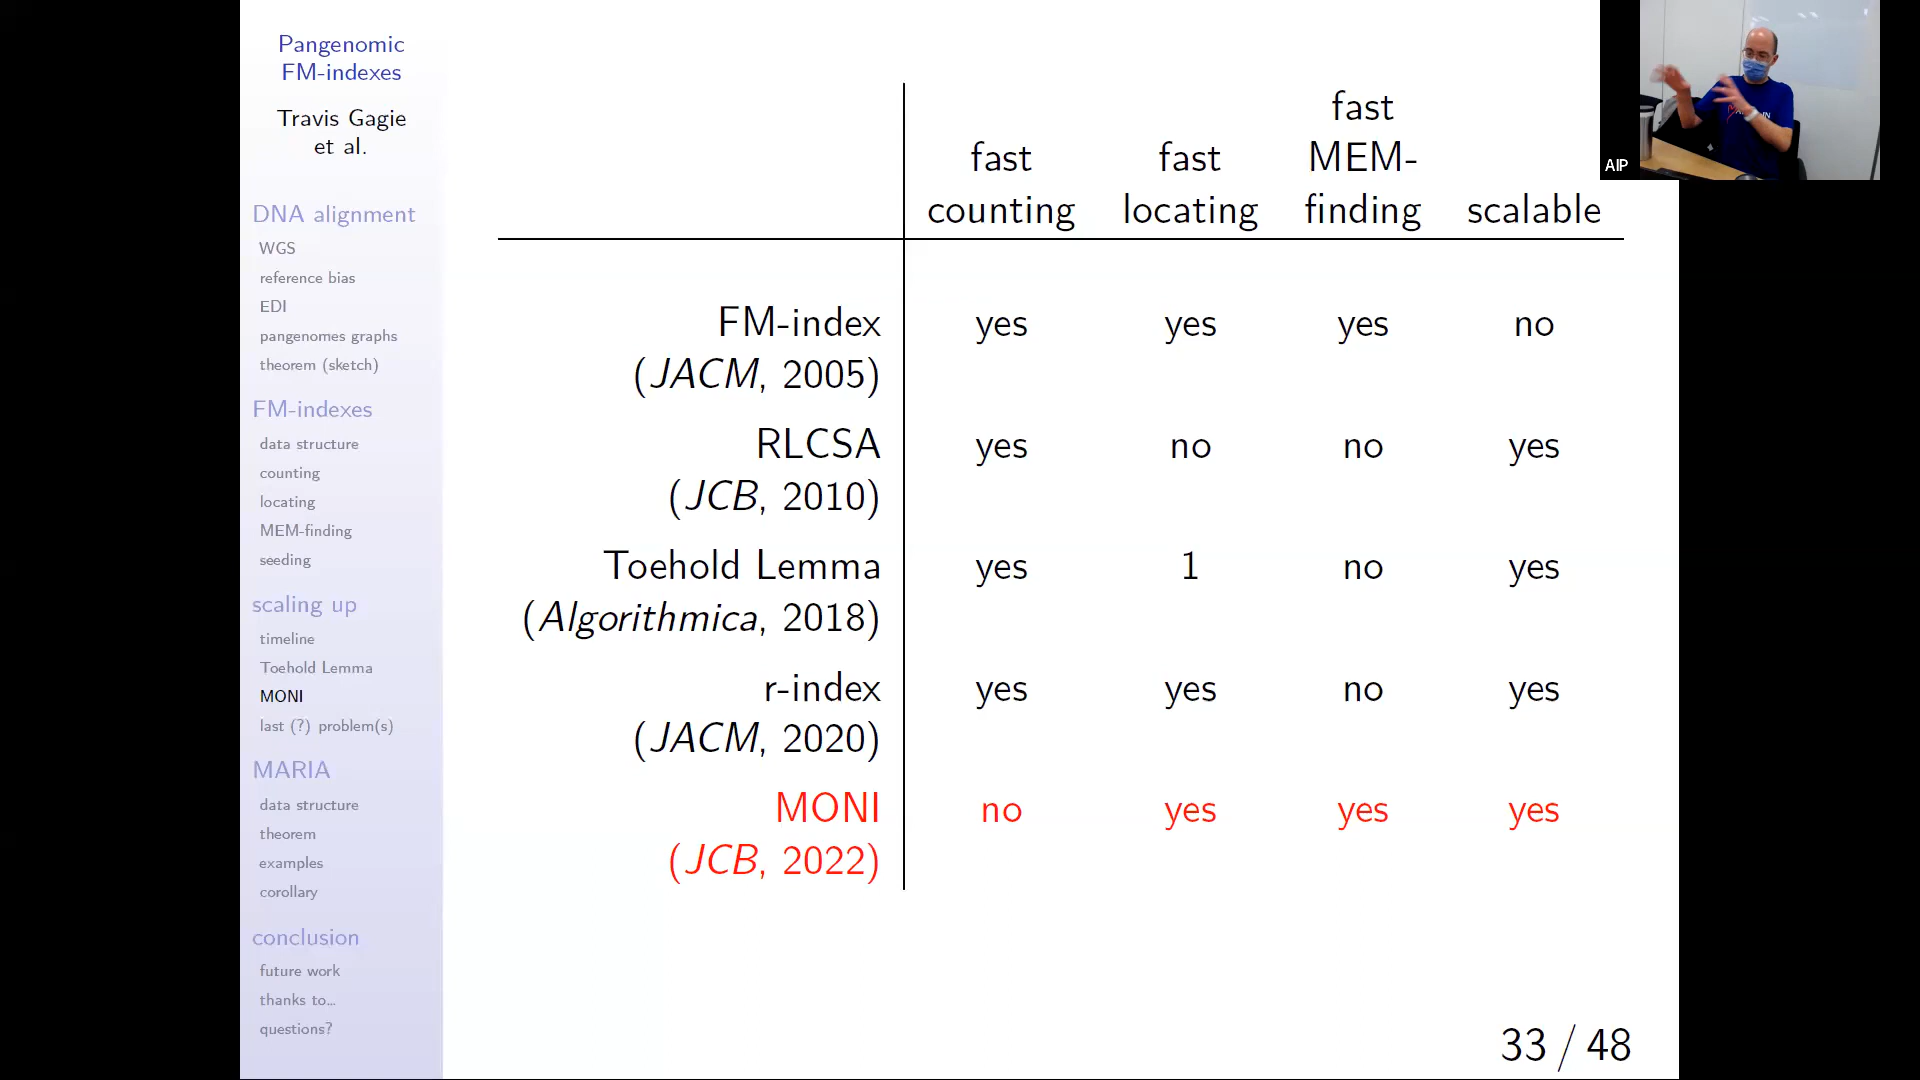 Pangenomic
FM-indexes
Travis Gagie
et al.
DNA alignment
WGS
reference bias
EDI
pangenomes graphs
theorem (sketch)
FM-indexes
data structure
counting
locating
MEM-finding
seeding
scaling up
timeline
Toehold Lemma
MONI
last (?) problem(s)
MARIA
data structure
theorem
examples
corollary
conclusion
future work
thanks to...
questions?
fast
fast fast MEM-
counting locating finding scalable
FM-index yes yes yes no
(JACM, 2005)
RLCSA yes no no yes
(JCB, 2010)
Toehold Lemma yes 1 no yes
(Algorithmica, 2018)
r-index yes yes no yes
(JACM, 2020)
MONI no yes yes yes
(JCB, 2022)
33 / 48
AIP